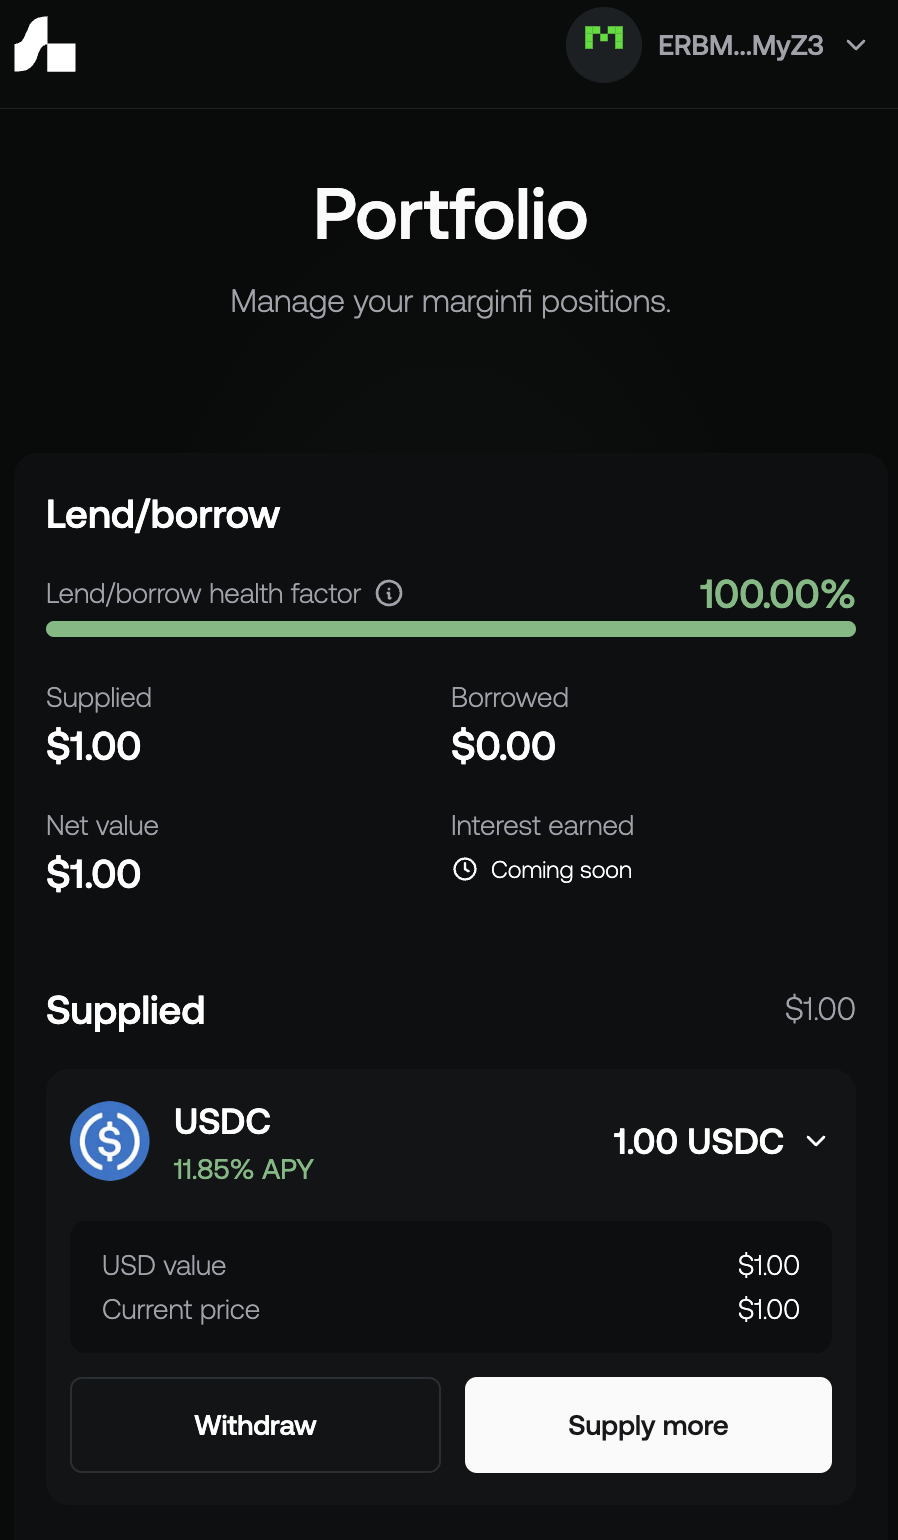 ERBM...MyZ3
Portfolio
Manage your marginfi positions.
Lend/borrow
Lend/borrow health factor 100.00%
Supplied Borrowed
$1.00 $0.00
Net value Interest earned
$1.00 Coming soon
Supplied $1.00
USDC
11.85% APY
1.00 USDC
USD value $1.00
Current price $1.00
Withdraw Supply more